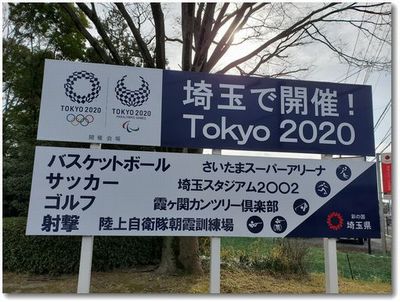 TOKYO 2020
TOKYO 2020
PARALYMPIC GAMES
開催会場
埼玉で開催！
Tokyo 2020
バスケットボール さいたまスーパーアリーナ
サッカー 埼玉スタジアム2002
ゴルフ 霞ヶ関カンツリー倶楽部
射撃 陸上自衛隊朝霞訓練場
彩の国
埼玉県